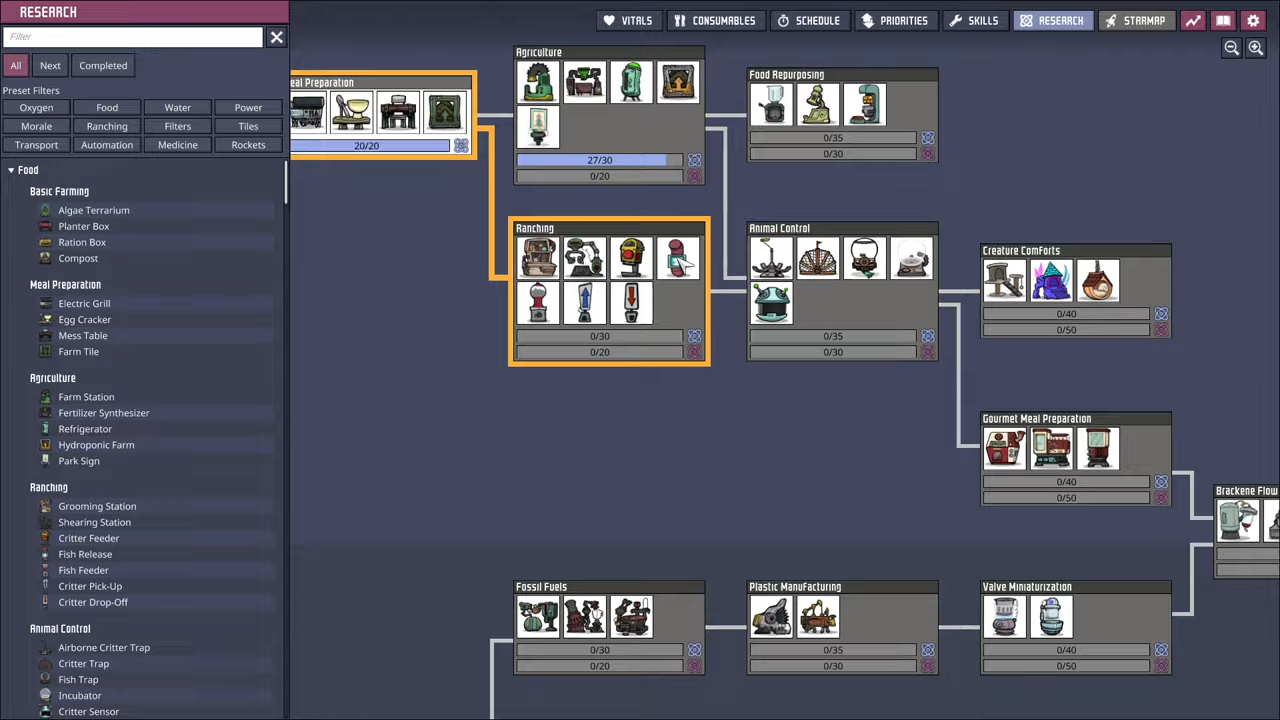 RESEARCH
VITALS
CONSUMABLES
SCHEDULE
PRIORITIES
SKILLS
RESEARCH
STARMAP
Filter
All
Next
Completed
Preset Filters
Oxygen
Food
Water
Power
Morale
Ranching
Filters
Tiles
Transport
Automation
Medicine
Rockets
Food
Basic Farming
Algae Terrarium
Planter Box
Ration Box
Compost
Meal Preparation
Electric Grill
Egg Cracker
Mess Table
Farm Tile
Agriculture
Farm Station
Fertilizer Synthesizer
Refrigerator
Hydroponic Farm
Park Sign
Ranching
Grooming Station
Shearing Station
Critter Feeder
Fish Release
Fish Feeder
Critter Pick-Up
Critter Drop-Off
Animal Control
Airborne Critter Trap
Critter Trap
Fish Trap
Incubator
Critter Sensor
eal Preparation
20/20
Agriculture
27/30
0/20
Food Repurposing
0/35
0/30
Ranching
0/30
0/20
Animal Control
0/35
0/30
Creature Comforts
0/40
0/50
Gourmet Meal Preparation
0/40
0/50
Brackene Flow
Fossil Fuels
0/30
0/20
Plastic Manufacturing
0/35
0/30
Valve Miniaturization
0/40
0/50